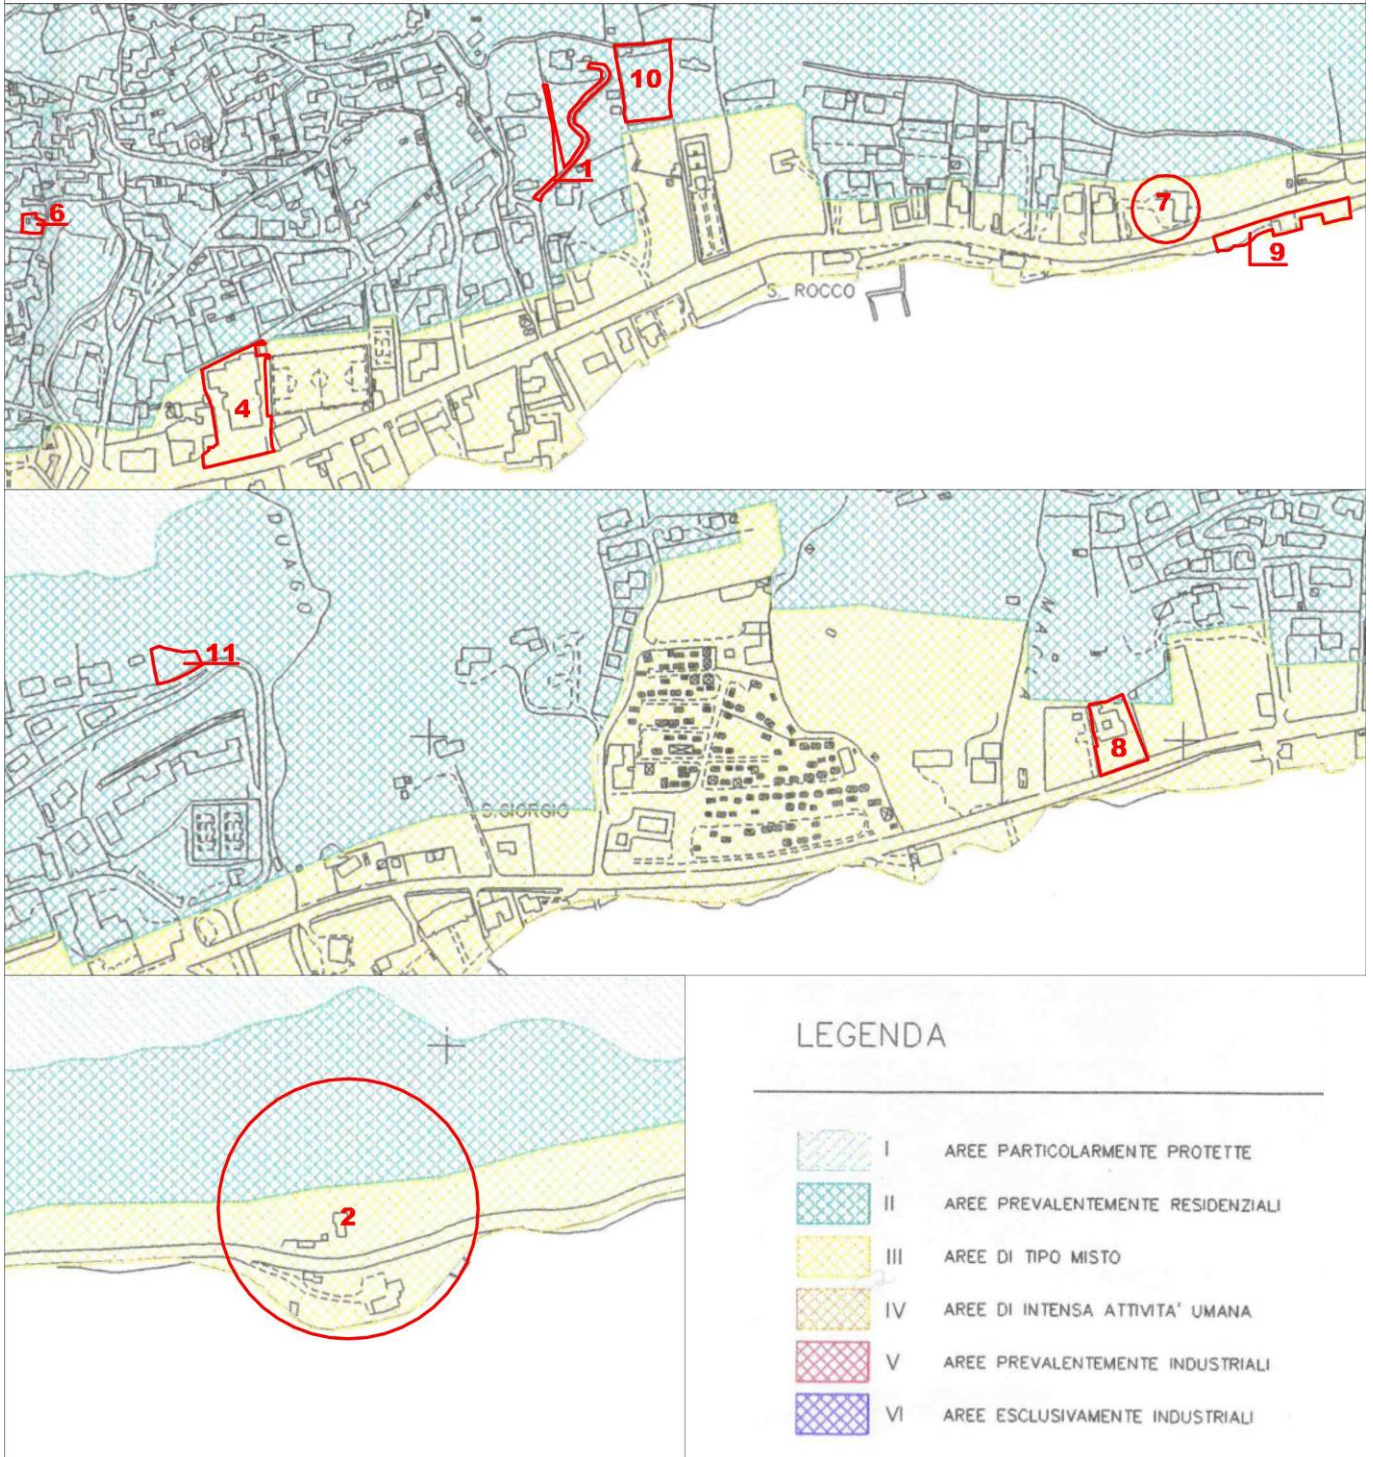 10
1
6
7
9
S. ROCCO
4
DUAGO
MAGA
11
8
S.GIORGIO
2
LEGENDA
I AREE PARTICOLARMENTE PROTETTE
II AREE PREVALENTEMENTE RESIDENZIALI
III AREE DI TIPO MISTO
IV AREE DI INTENSA ATTIVITA' UMANA
V AREE PREVALENTEMENTE INDUSTRIALI
VI AREE ESCLUSIVAMENTE INDUSTRIALI